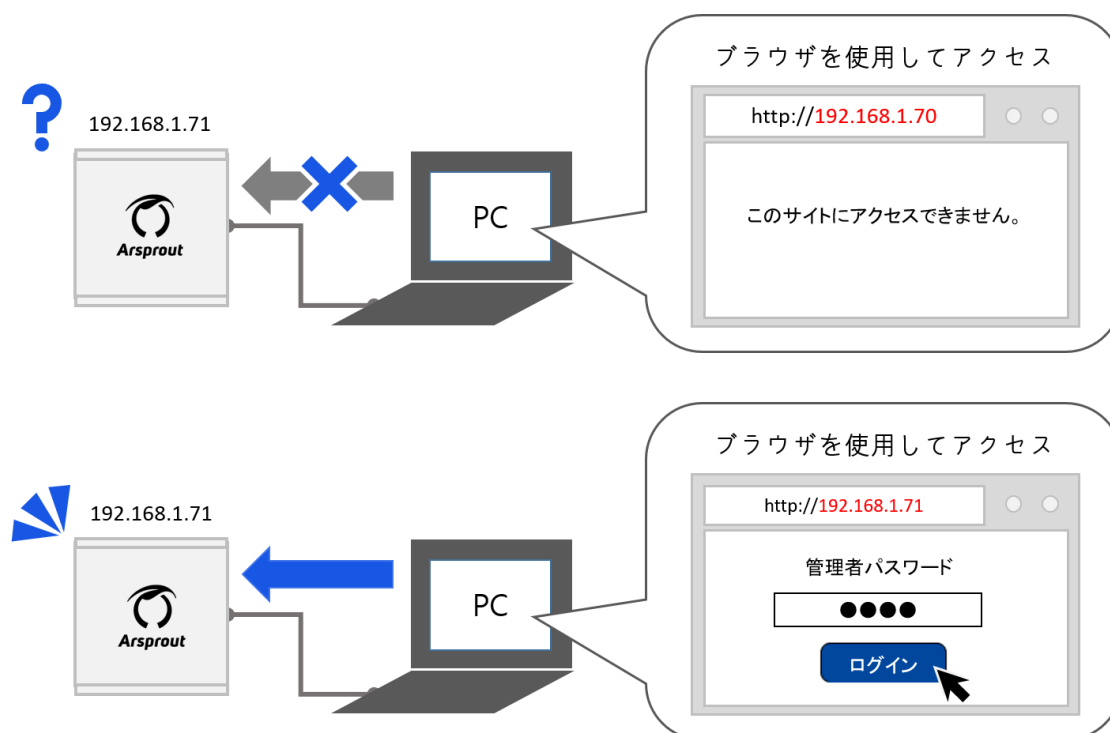 ブラウザを使用してアクセス
192.168.1.71
http://192.168.1.70
Arsprout
PC
このサイトにアクセスできません。
ブラウザを使用してアクセス
192.168.1.71
http://192.168.1.71
Arsprout
PC
管理者パスワード
●●●●
ログイン